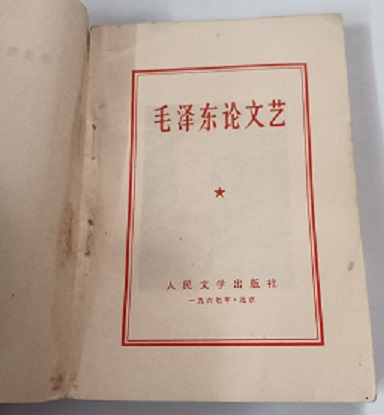 毛泽东论文艺
★
人民文学出版社
一九六七年·北京